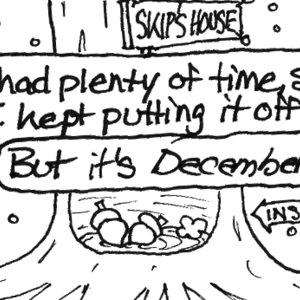 SKIP'S HOUSE
had plenty of time,
I kept putting it off
But it's December
INS